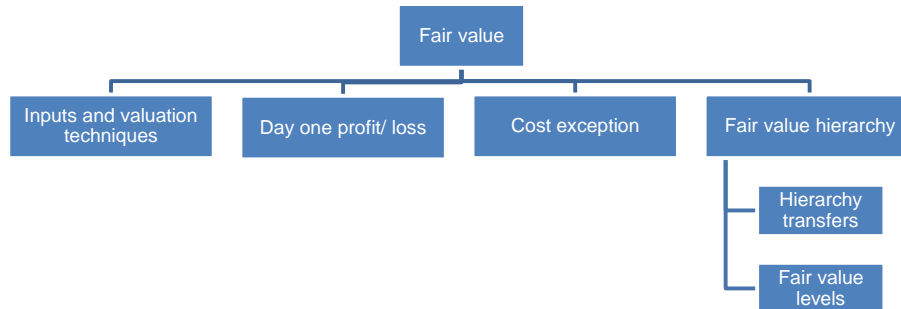 Fair value
Inputs and valuation
techniques
Day one profit/ loss
Cost exception
Fair value hierarchy
Hierarchy
transfers
Fair value
levels